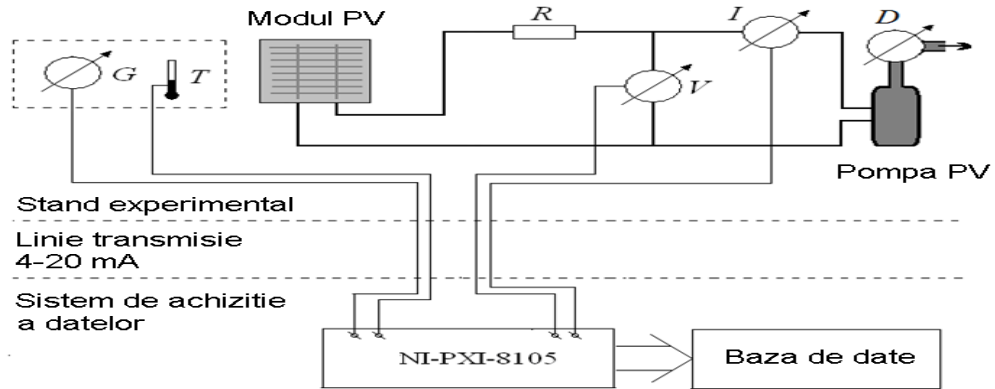 Modul PV
R
I
D
G
T
V
Pompa PV
Stand experimental
Linie transmisie
4-20 mA
Sistem de achizitie
a datelor
NI-PXI-8105
Baza de date